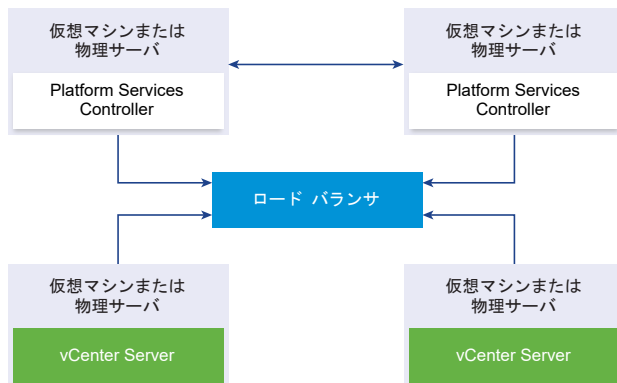 仮想マシンまたは
物理サーバ
Platform Services
Controller
仮想マシンまたは
物理サーバ
Platform Services
Controller
ロード バランサ
仮想マシンまたは
物理サーバ
vCenter Server
仮想マシンまたは
物理サーバ
vCenter Server